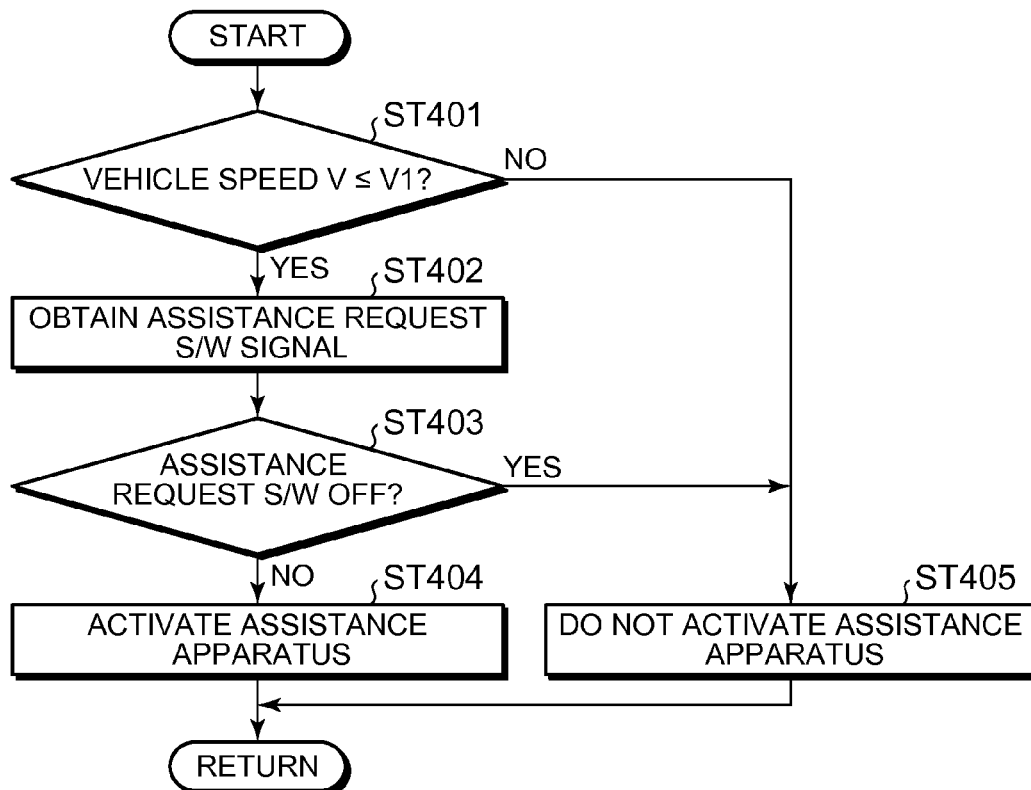 START
ST401
VEHICLE SPEED V ≤ V1?
NO
YES
ST402
OBTAIN ASSISTANCE REQUEST
S/W SIGNAL
ST403
ASSISTANCE
REQUEST S/W OFF?
YES
NO
ST404
ACTIVATE ASSISTANCE
APPARATUS
ST405
DO NOT ACTIVATE ASSISTANCE
APPARATUS
RETURN